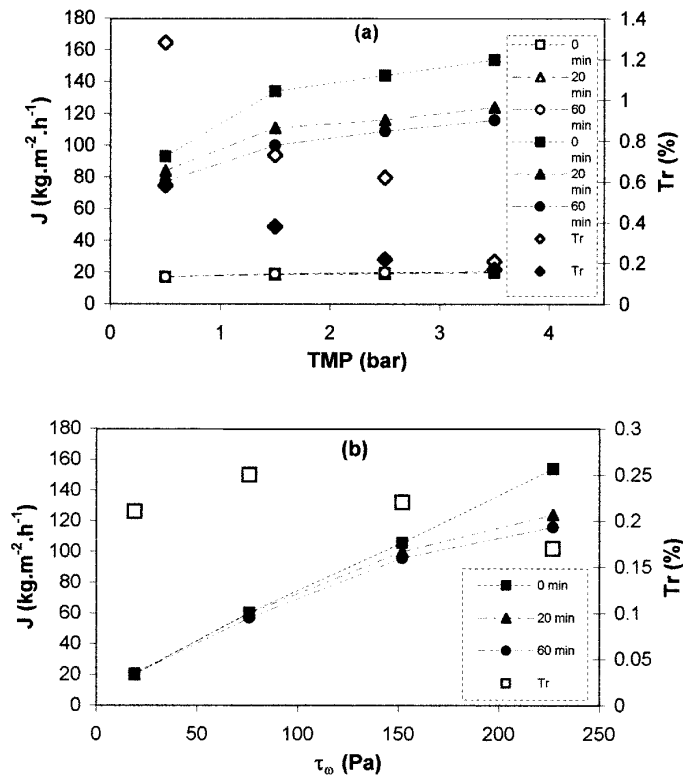 (a)
180
160
140
120
100
80
60
40
20
0
J (kg.m⁻².h⁻¹)
0
1
2
3
4
TMP (bar)
1.4
1.2
1
0.8
0.6
0.4
0.2
0
Tr (%)
0
min
20
min
60
min
0
min
20
min
60
min
Tr
Tr
(b)
180
160
140
120
100
80
60
40
20
0
J (kg.m⁻².h⁻¹)
0
50
100
150
200
250
τω (Pa)
0.3
0.25
0.2
0.15
0.1
0.05
0
Tr (%)
0 min
20 min
60 min
Tr